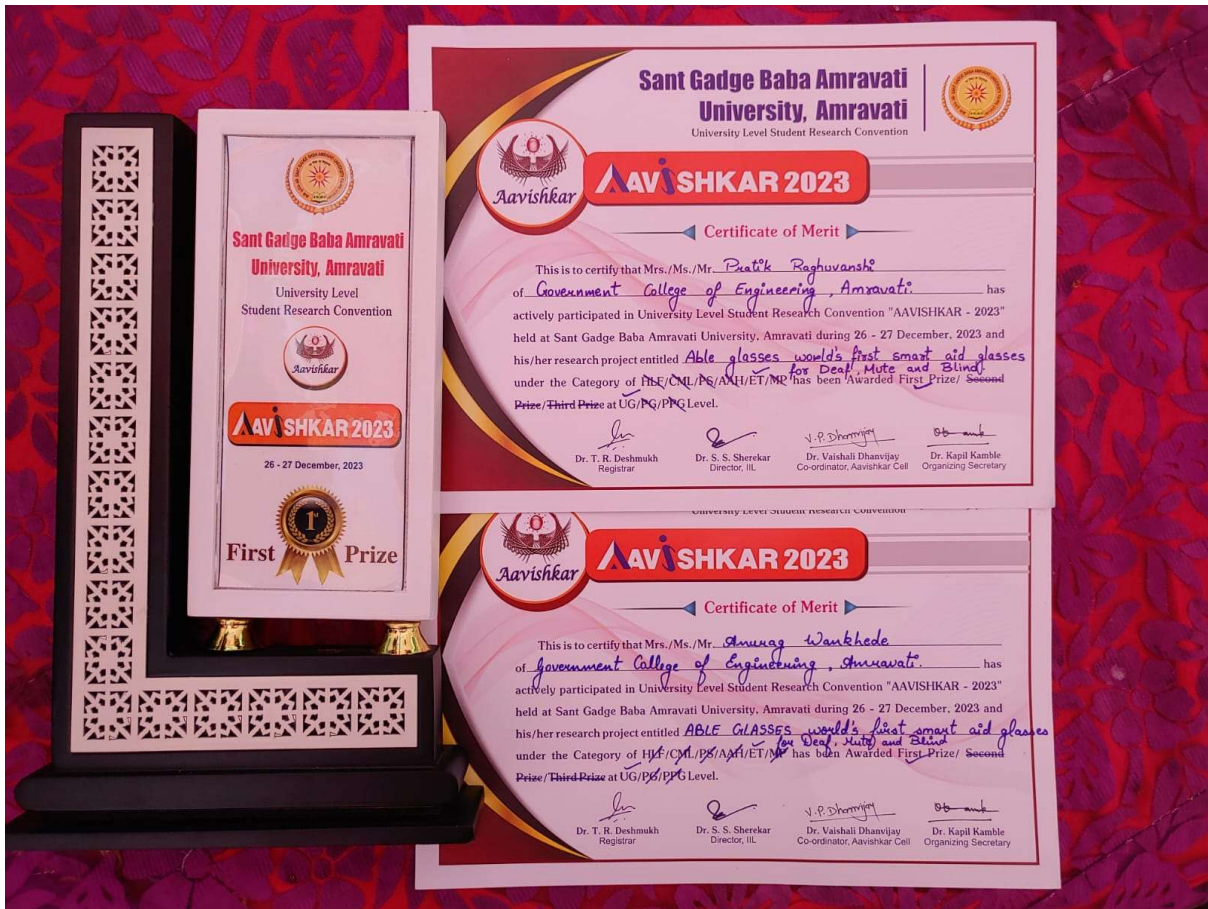 Sant Gadge Baba Amravati
University, Amravati
University Level
Student Research Convention
Aavishkar
AAVISHKAR 2023
26 - 27 December, 2023
1st
First Prize
Sant Gadge Baba Amravati
University, Amravati
University Level Student Research Convention
Aavishkar
AAVISHKAR 2023
Certificate of Merit
This is to certify that Mrs./Ms./Mr. Pratik Raghuvanshi
of Government College of Engineering, Amravati. has
actively participated in University Level Student Research Convention "AAVISHKAR - 2023"
held at Sant Gadge Baba Amravati University, Amravati during 26 - 27 December, 2023 and
his/her research project entitled Able glasses world's first smart aid glasses
for Deaf, Mute and Blind
under the Category of HLF/CML/PS/AAH/ET/MP has been Awarded First Prize/ Second
Prize/Third Prize at UG/PG/PPG Level.
V.P. Dhanvijay
Dr. T. R. Deshmukh Dr. S. S. Sherekar Dr. Vaishali Dhanvijay Dr. Kapil Kamble
Registrar Director, IIL Co-ordinator, Aavishkar Cell Organizing Secretary
University Level Student Research Convention
Aavishkar
AAVISHKAR 2023
Certificate of Merit
This is to certify that Mrs./Ms./Mr. Anurag Wankhede
of Government College of Engineering, Amravati. has
actively participated in University Level Student Research Convention "AAVISHKAR - 2023"
held at Sant Gadge Baba Amravati University, Amravati during 26 - 27 December, 2023 and
his/her research project entitled ABLE GLASSES world's first smart aid glasses
for Deaf, Mute) and Blind
under the Category of HLF/CML/PS/AAH/ET/MP has been Awarded First Prize/ Second
Prize/Third Prize at UG/PG/PPG Level.
V.P. Dhanvijay
Dr. T. R. Deshmukh Dr. S. S. Sherekar Dr. Vaishali Dhanvijay Dr. Kapil Kamble
Registrar Director, IIL Co-ordinator, Aavishkar Cell Organizing Secretary